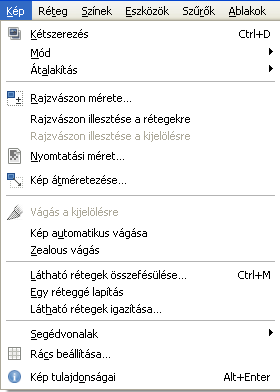 Kép Réteg Színek Eszközök Szűrők Ablakok
Kétszerezés Ctrl+D
Mód
Átalakítás
Rajzvászon mérete...
Rajzvászon illesztése a rétegekre
Rajzvászon illesztése a kijelölésre
Nyomtatási méret...
Kép átméretezése...
Vágás a kijelölésre
Kép automatikus vágása
Zealous vágás
Látható rétegek összefésülése... Ctrl+M
Egy réteggé lapítás
Látható rétegek igazítása...
Segédvonalak
Rács beállítása...
Kép tulajdonságai Alt+Enter